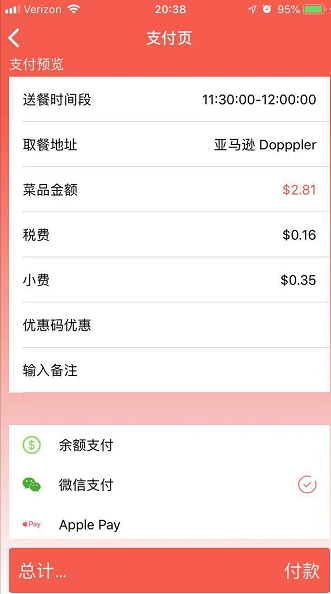 Verizon 20:38 95%
支付页
支付预览
送餐时间段 11:30:00-12:00:00
取餐地址 亚马逊 Dopppler
菜品金额 $2.81
税费 $0.16
小费 $0.35
优惠码优惠
输入备注
$ 余额支付
微信支付
Pay Apple Pay
总计... 付款